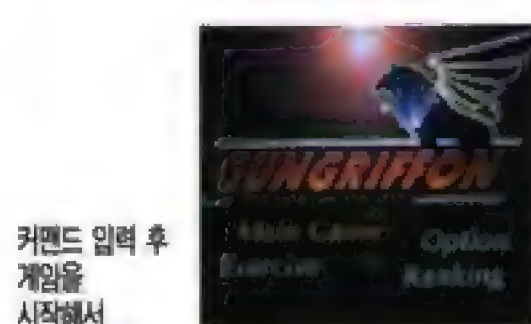 GUNGRIFFON
Main Game Option
Exercise Ranking
커맨드 입력 후
게임을
시작해서